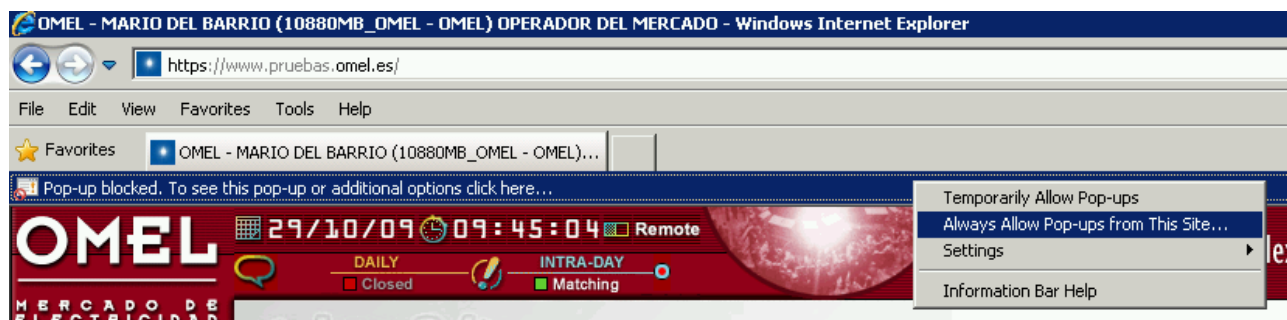 OMEL - MARIO DEL BARRIO (10880MB_OMEL - OMEL) OPERADOR DEL MERCADO - Windows Internet Explorer
https://www.pruebas.omel.es/
File Edit View Favorites Tools Help
Favorites OMEL - MARIO DEL BARRIO (10880MB_OMEL - OMEL)...
Pop-up blocked. To see this pop-up or additional options click here...
Temporarily Allow Pop-ups
Always Allow Pop-ups from This Site...
Settings
Information Bar Help
OMEL
29/10/09 09:45:04 Remote
DAILY INTRA-DAY
Closed Matching
MERCADO DE
ELECTRICIDAD